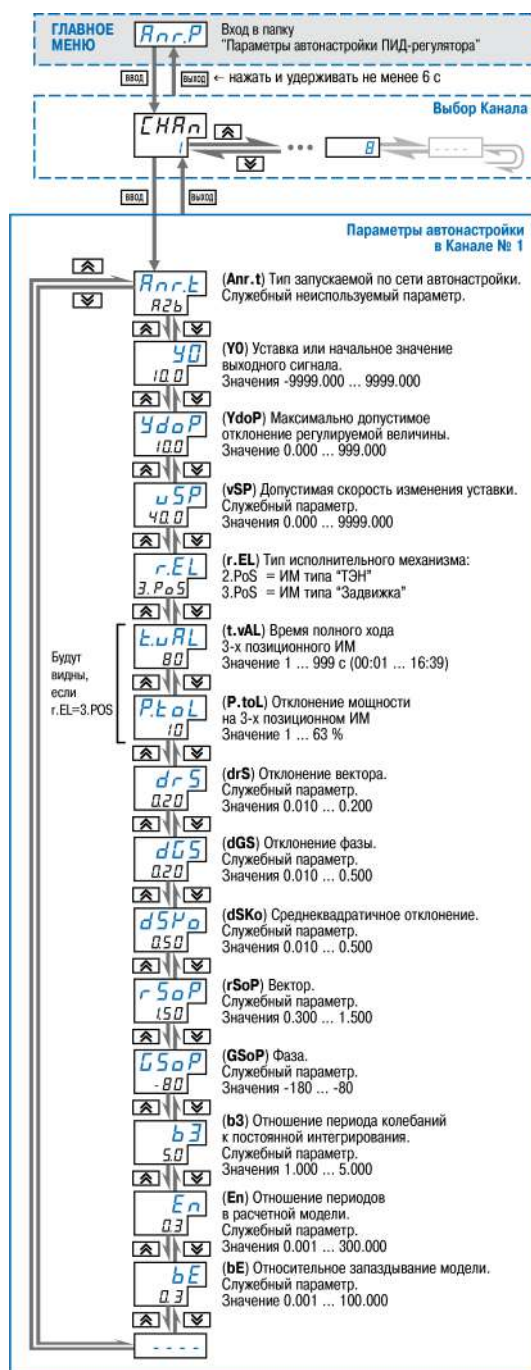 ГЛАВНОЕ
МЕНЮ
Anr.P
Вход в папку
"Параметры автонастройки ПИД-регулятора"
ВВОД
ВЫХОД
← нажать и удерживать не менее 6 с
Выбор Канала
CHAn
1
•••
8
- - - -
ВВОД
ВЫХОД
Параметры автонастройки
в Канале № 1
Anr.t
A2b
(Anr.t) Тип запускаемой по сети автонастройки.
Служебный неиспользуемый параметр.
Y0
10.0
(Y0) Уставка или начальное значение
выходного сигнала.
Значения -9999.000 ... 9999.000
YdoP
10.0
(YdoP) Максимально допустимое
отклонение регулируемой величины.
Значение 0.000 ... 999.000
vSP
40.0
(vSP) Допустимая скорость изменения уставки.
Служебный параметр.
Значения 0.000 ... 9999.000
r.EL
3.PoS
(r.EL) Тип исполнительного механизма:
2.PoS = ИМ типа "ТЭН"
3.PoS = ИМ типа "Задвижка"
Будут
видны,
если
r.EL=3.POS
t.vAL
80
(t.vAL) Время полного хода
3-х позиционного ИМ
Значение 1 ... 999 с (00:01 ... 16:39)
P.toL
10
(P.toL) Отклонение мощности
на 3-х позиционном ИМ
Значение 1 ... 63 %
drS
0.20
(drS) Отклонение вектора.
Служебный параметр.
Значения 0.010 ... 0.200
dGS
0.20
(dGS) Отклонение фазы.
Служебный параметр.
Значения 0.010 ... 0.500
dSKo
0.50
(dSKo) Среднеквадратичное отклонение.
Служебный параметр.
Значения 0.010 ... 0.500
rSoP
1.50
(rSoP) Вектор.
Служебный параметр.
Значения 0.300 ... 1.500
GSoP
-80
(GSoP) Фаза.
Служебный параметр.
Значения -180 ... -80
b3
5.0
(b3) Отношение периода колебаний
к постоянной интегрирования.
Служебный параметр.
Значения 1.000 ... 5.000
En
0.3
(En) Отношение периодов
в расчетной модели.
Служебный параметр.
Значения 0.001 ... 300.000
bE
0.3
(bE) Относительное запаздывание модели.
Служебный параметр.
Значение 0.001 ... 100.000
- - - -